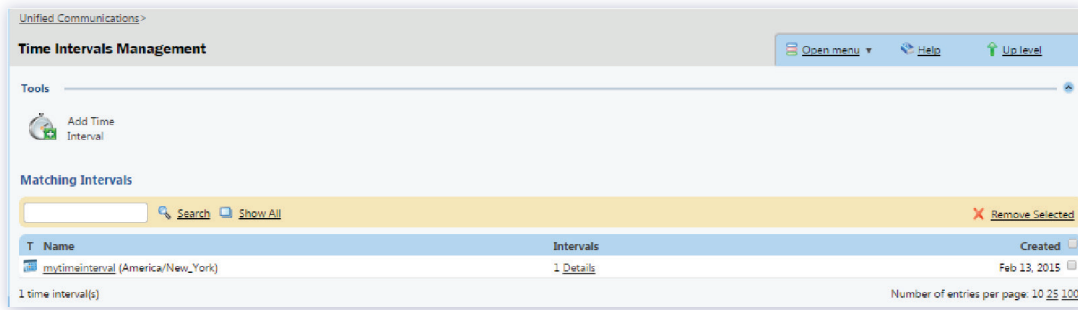 Unified Communications>
Time Intervals Management
Open menu ▼ Help Up level
Tools
Add Time
Interval
Matching Intervals
Search Show All Remove Selected
T Name Intervals Created
mytimeinterval (America/New_York) 1 Details Feb 13, 2015
1 time interval(s) Number of entries per page: 10 25 100